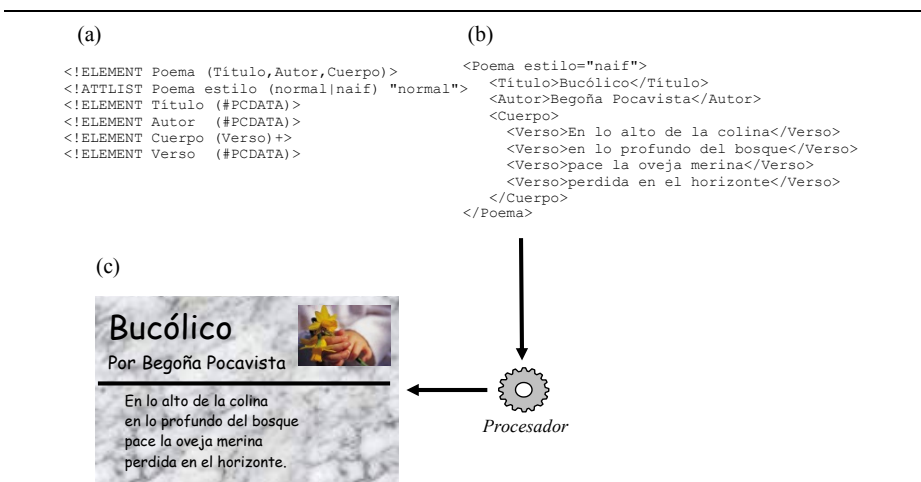 (a)
<!ELEMENT Poema (Título,Autor,Cuerpo)>
<!ATTLIST Poema estilo (normal|naif) "normal">
<!ELEMENT Título (#PCDATA)>
<!ELEMENT Autor (#PCDATA)>
<!ELEMENT Cuerpo (Verso)+>
<!ELEMENT Verso (#PCDATA)>
(b)
<Poema estilo="naif">
<Título>Bucólico</Título>
<Autor>Begoña Pocavista</Autor>
<Cuerpo>
<Verso>En lo alto de la colina</Verso>
<Verso>en lo profundo del bosque</Verso>
<Verso>pace la oveja merina</Verso>
<Verso>perdida en el horizonte</Verso>
</Cuerpo>
</Poema>
(c)
Bucólico
Por Begoña Pocavista
En lo alto de la colina
en lo profundo del bosque
pace la oveja merina
perdida en el horizonte.
Procesador